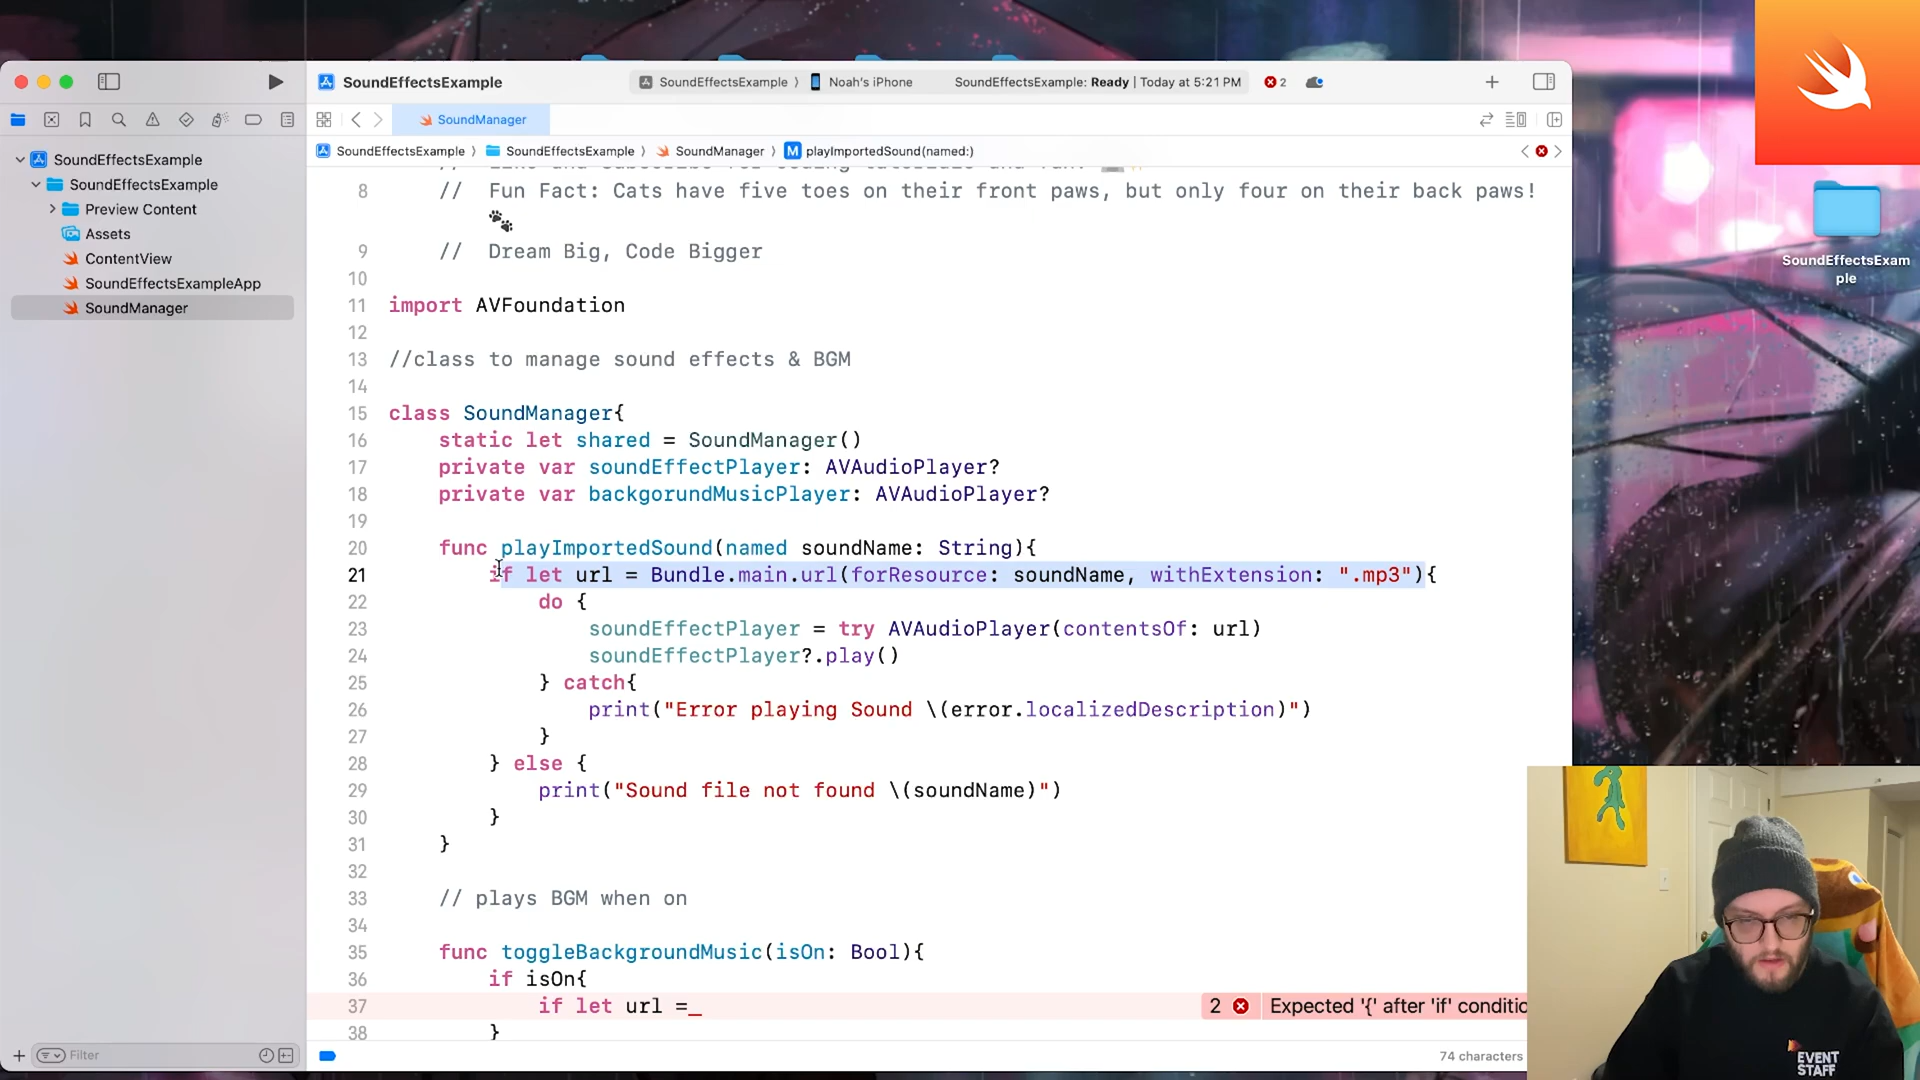 SoundEffectsExample
SoundEffectsExample 〉 Noah's iPhone
SoundEffectsExample: Ready | Today at 5:21 PM
2
SoundManager
SoundEffectsExample 〉 SoundEffectsExample 〉 SoundManager 〉 M playImportedSound(named:)
SoundEffectsExample
SoundEffectsExample
Preview Content
Assets
ContentView
SoundEffectsExampleApp
SoundManager
Filter
8 // Fun Fact: Cats have five toes on their front paws, but only four on their back paws!
🐾
9 // Dream Big, Code Bigger
10
11 import AVFoundation
12
13 //class to manage sound effects & BGM
14
15 class SoundManager{
16 static let shared = SoundManager()
17 private var soundEffectPlayer: AVAudioPlayer?
18 private var backgorundMusicPlayer: AVAudioPlayer?
19
20 func playImportedSound(named soundName: String){
21 if let url = Bundle.main.url(forResource: soundName, withExtension: ".mp3"){
22 do {
23 soundEffectPlayer = try AVAudioPlayer(contentsOf: url)
24 soundEffectPlayer?.play()
25 } catch{
26 print("Error playing Sound \(error.localizedDescription)")
27 }
28 } else {
29 print("Sound file not found \(soundName)")
30 }
31 }
32
33 // plays BGM when on
34
35 func toggleBackgroundMusic(isOn: Bool){
36 if isOn{
37 if let url =_
2 Expected '{' after 'if' conditio
38 }
74 characters
SoundEffectsExam
ple
EVENT
STAFF